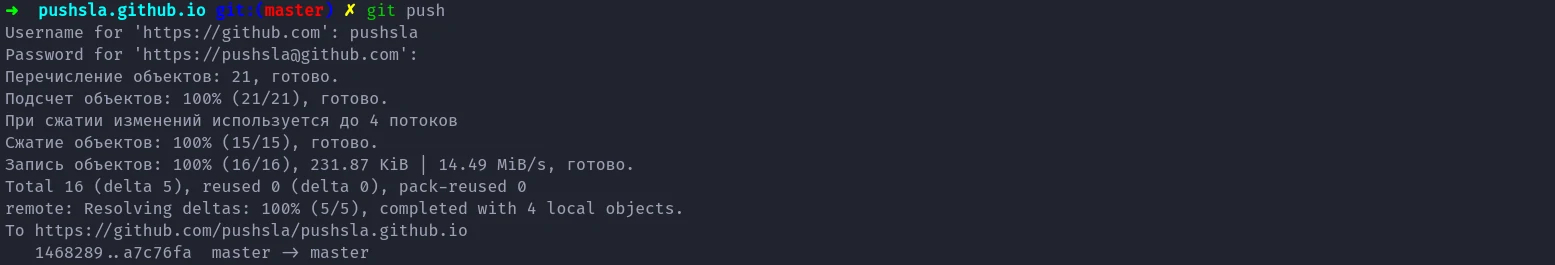 ➜ pushsla.github.io git:(master) ✗ git push
Username for 'https://github.com': pushsla
Password for 'https://pushsla@github.com':
Перечисление объектов: 21, готово.
Подсчет объектов: 100% (21/21), готово.
При сжатии изменений используется до 4 потоков
Сжатие объектов: 100% (15/15), готово.
Запись объектов: 100% (16/16), 231.87 KiB | 14.49 MiB/s, готово.
Total 16 (delta 5), reused 0 (delta 0), pack-reused 0
remote: Resolving deltas: 100% (5/5), completed with 4 local objects.
To https://github.com/pushsla/pushsla.github.io
   1468289..a7c76fa  master -> master